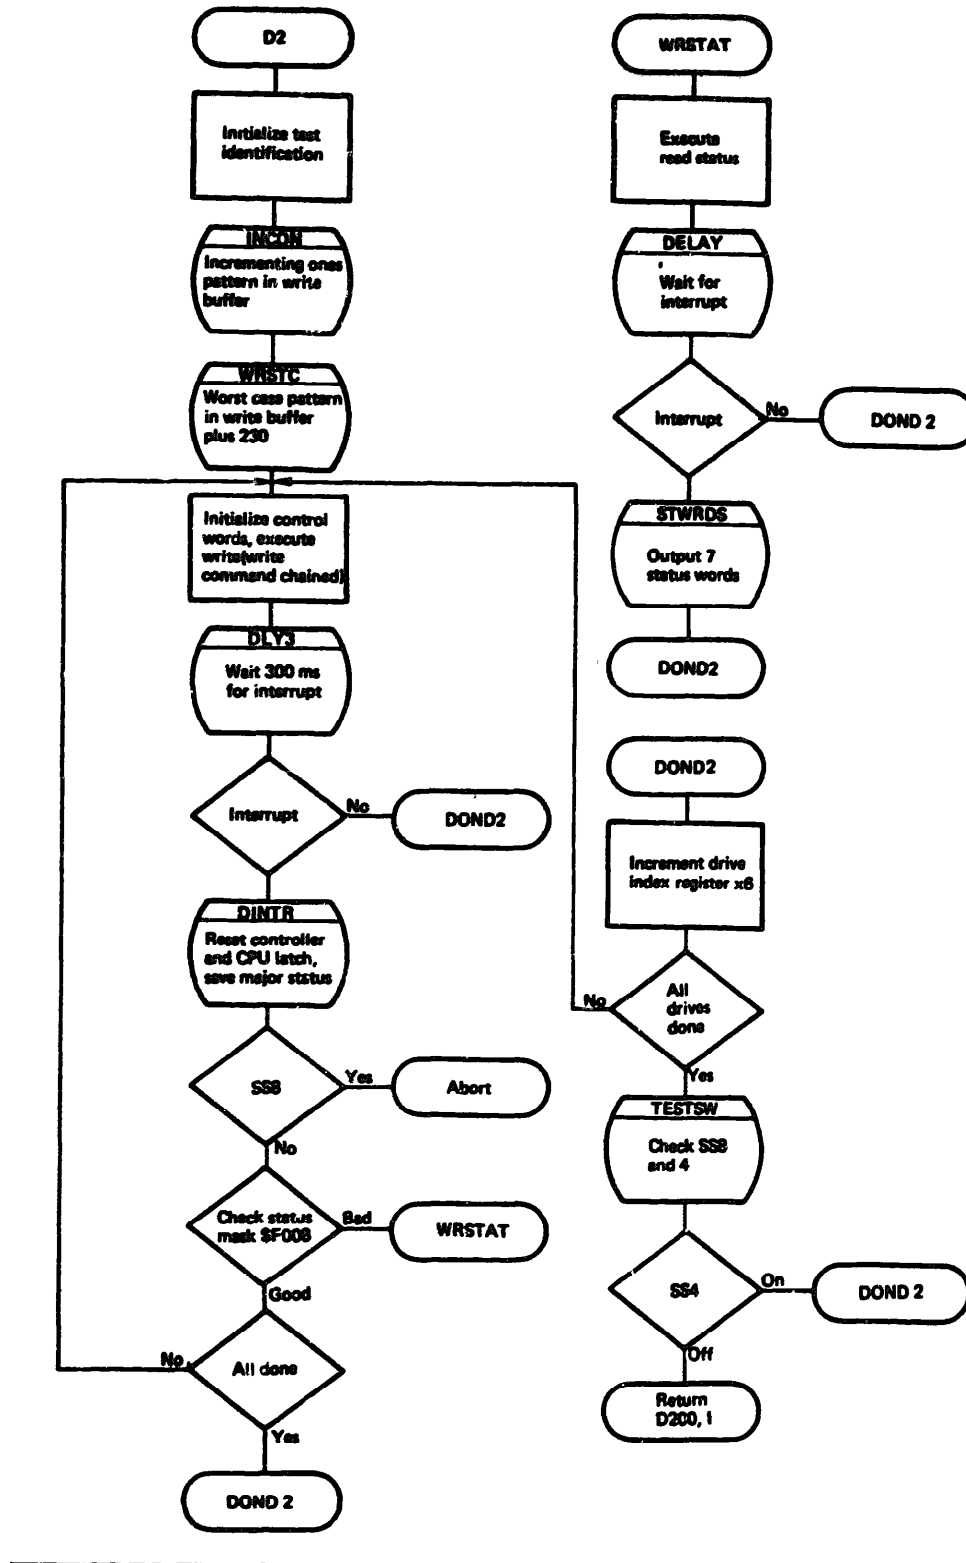 D2
Initialize test
identification
INCON
Incrementing ones
pattern in write
buffer
WRSYC
Worst case pattern
in write buffer
plus 230
Initialize control
words, execute
write(write
command chained)
DLY3
Wait 300 ms
for interrupt
Interrupt
No
DOND2
DINTR
Reset controller
and CPU latch,
save major status
SS8
Yes
Abort
No
Check status
mask $F008
Bad
WRSTAT
Good
No
All done
Yes
DOND 2
WRSTAT
Execute
read status
DELAY
Wait for
interrupt
Interrupt
No
DOND 2
STWRDS
Output 7
status words
DOND2
DOND2
Increment drive
index register x6
No
All
drives
done
Yes
TESTSW
Check SS8
and 4
SS4
On
DOND 2
Off
Return
D200, I